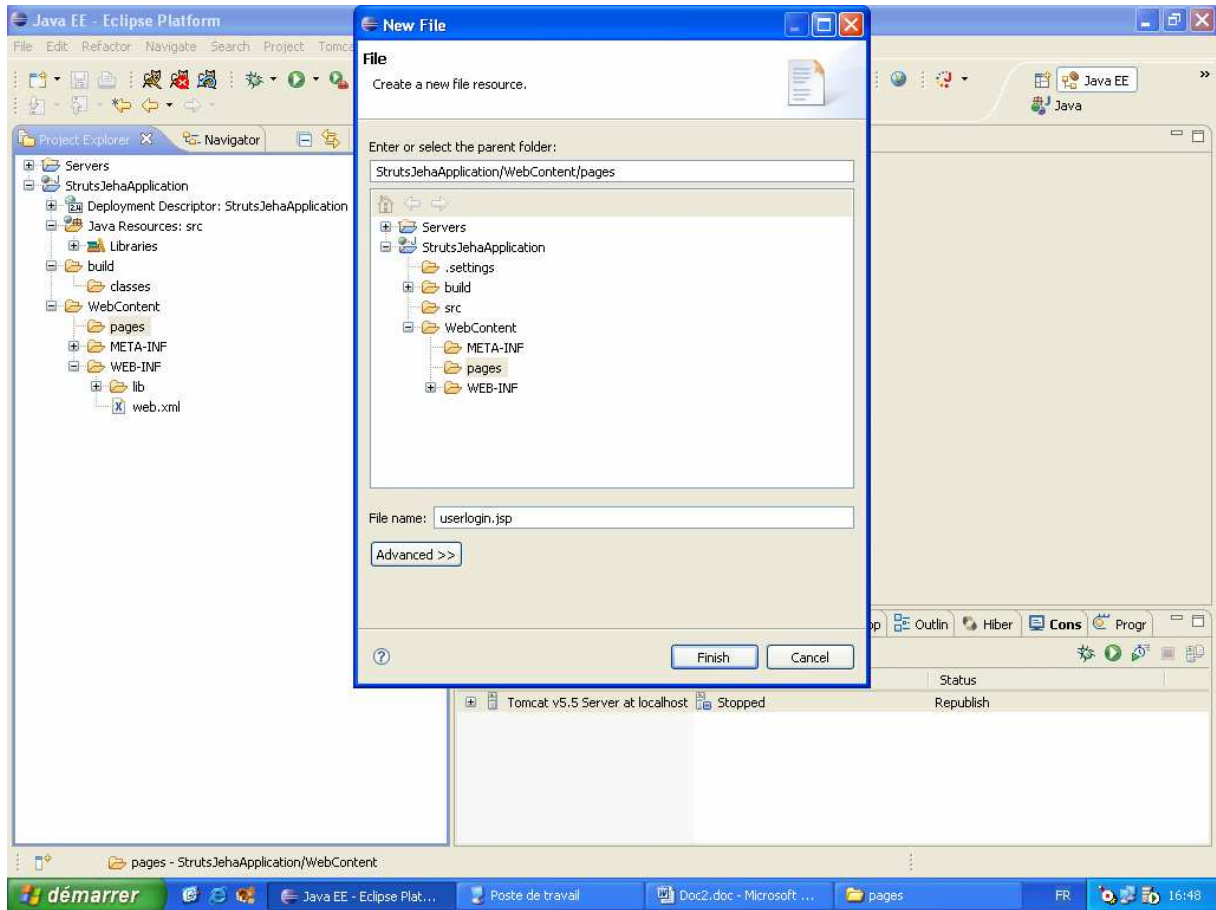 Java EE - Eclipse Platform
File Edit Refactor Navigate Search Project Tomca
Java EE
»
Java
Project Explorer
Navigator
Servers
StrutsJehaApplication
Deployment Descriptor: StrutsJehaApplication
Java Resources: src
Libraries
build
classes
WebContent
pages
META-INF
WEB-INF
lib
web.xml
New File
File
Create a new file resource.
Enter or select the parent folder:
StrutsJehaApplication/WebContent/pages
Servers
StrutsJehaApplication
.settings
build
src
WebContent
META-INF
pages
WEB-INF
File name: userlogin.jsp
Advanced >>
Finish Cancel
op Outlin Hiber Cons Progr
Status
Tomcat v5.5 Server at localhost Stopped Republish
pages - StrutsJehaApplication/WebContent
démarrer Java EE - Eclipse Plat... Poste de travail Doc2.doc - Microsoft ... pages FR 16:48